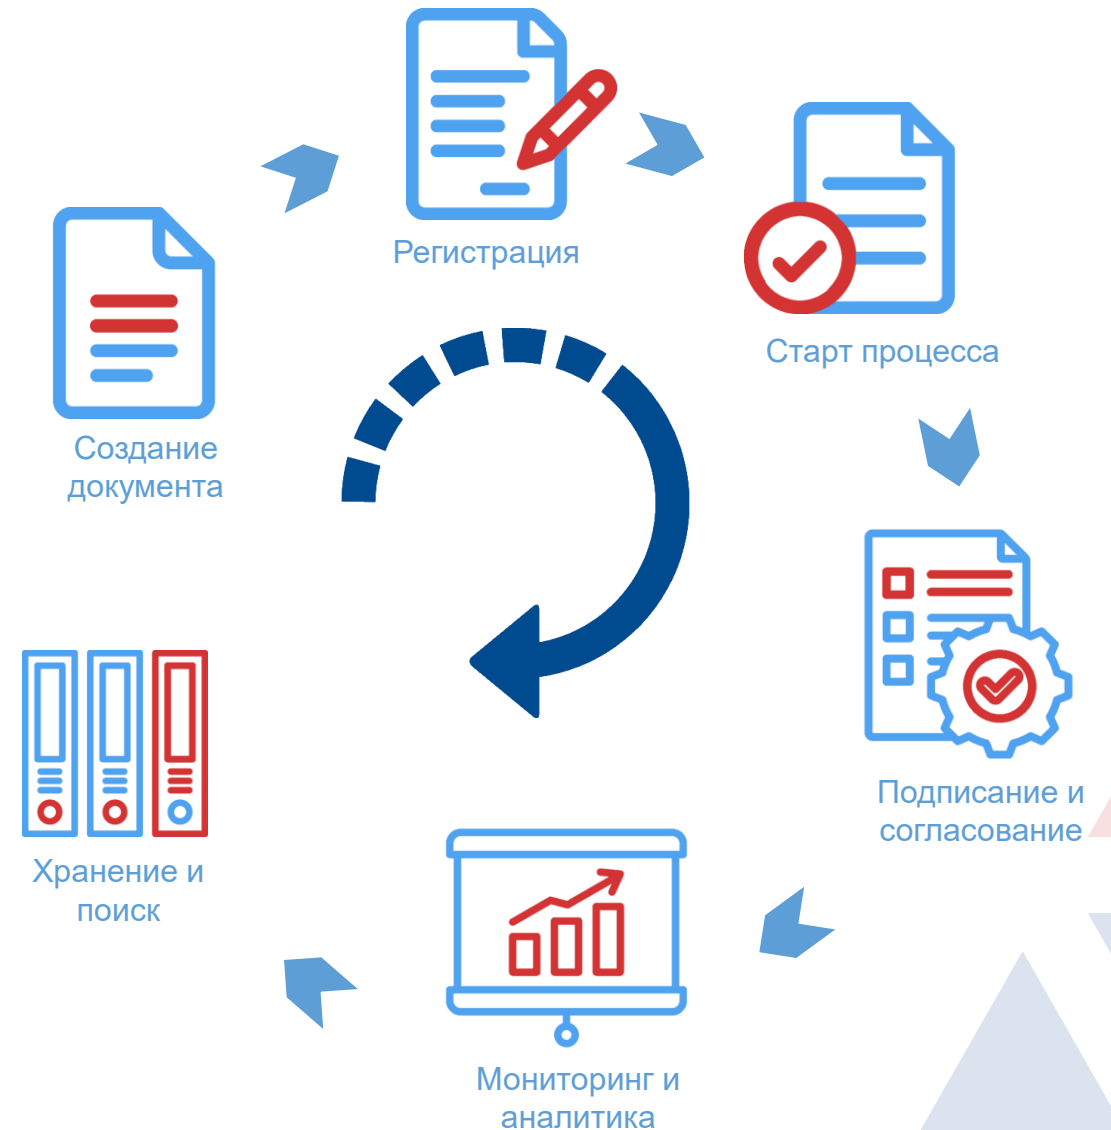 Регистрация
Старт процесса
Создание
документа
Подписание и
согласование
Хранение и
поиск
Мониторинг и
аналитика